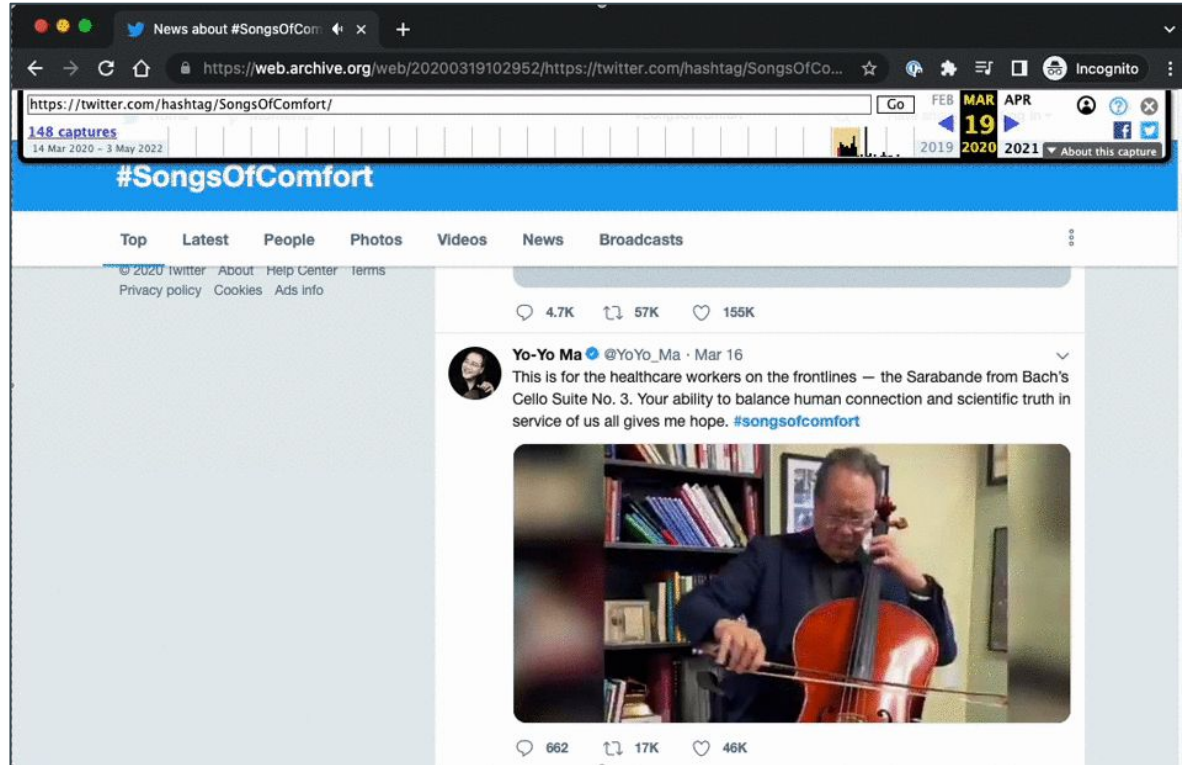 News about #SongsOfCom
https://web.archive.org/web/20200319102952/https://twitter.com/hashtag/SongsOfCo...
Incognito
https://twitter.com/hashtag/SongsOfComfort/
Go
FEB MAR APR
148 captures
19
14 Mar 2020 - 3 May 2022
2019 2020 2021
About this capture
#SongsOfComfort
Top Latest People Photos Videos News Broadcasts
© 2020 Twitter About Help Center Terms
Privacy policy Cookies Ads info
4.7K 57K 155K
Yo-Yo Ma @YoYo_Ma · Mar 16
This is for the healthcare workers on the frontlines — the Sarabande from Bach's
Cello Suite No. 3. Your ability to balance human connection and scientific truth in
service of us all gives me hope. #songsofcomfort
662 17K 46K